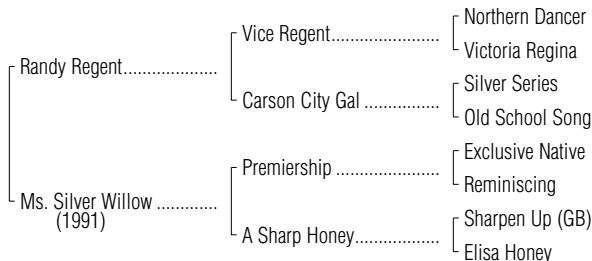 Northern Dancer
Vice Regent.......................
Victoria Regina
Randy Regent....................
Silver Series
Carson City Gal ................
Old School Song
Exclusive Native
Premiership ......................
Reminiscing
Ms. Silver Willow .............
(1991)
Sharpen Up (GB)
A Sharp Honey..................
Elisa Honey